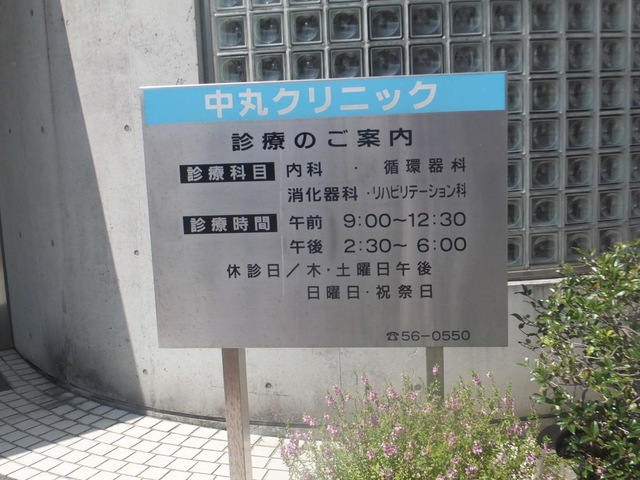 中丸クリニック
診療のご案内
診療科目 内科 · 循環器科
消化器科·リハビリテーション科
診療時間 午前 9:00〜12:30
午後 2:30〜 6:00
休診日/木·土曜日午後
日曜日·祝祭日
☎56-0550